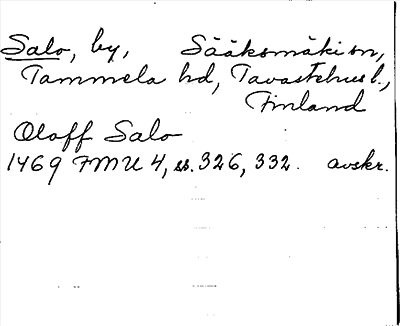 Salo, by, Sääksmäki sn,
Tammela hd, Tavastehus l.,
Finland
Oloff Salo
1469 FMU 4, ss. 326, 332. avskr.